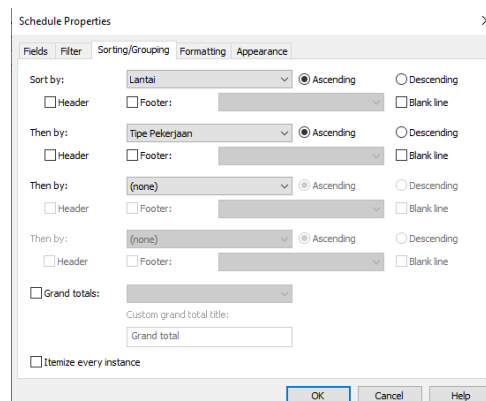 Schedule Properties
Fields Filter Sorting/Grouping Formatting Appearance
Sort by: Lantai Ascending Descending
Header Footer: Blank line
Then by: Tipe Pekerjaan Ascending Descending
Header Footer: Blank line
Then by: (none) Ascending Descending
Header Footer: Blank line
Then by: (none) Ascending Descending
Header Footer: Blank line
Grand totals:
Custom grand total title:
Grand total
Itemize every instance
OK Cancel Help